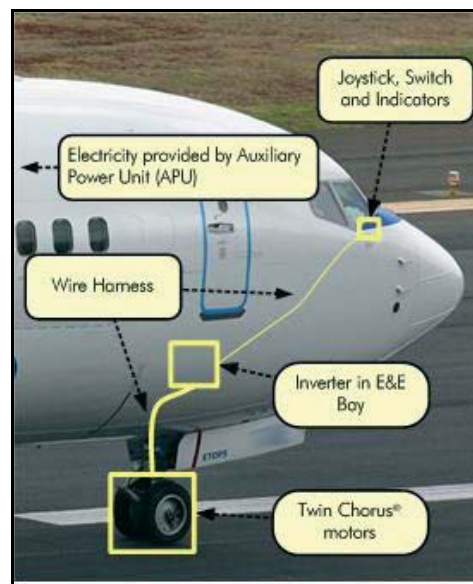 Joystick, Switch
and Indicators
Electricity provided by Auxiliary
Power Unit (APU)
Wire Harness
Inverter in E&E
Bay
ETOPS
Twin Chorus®
motors